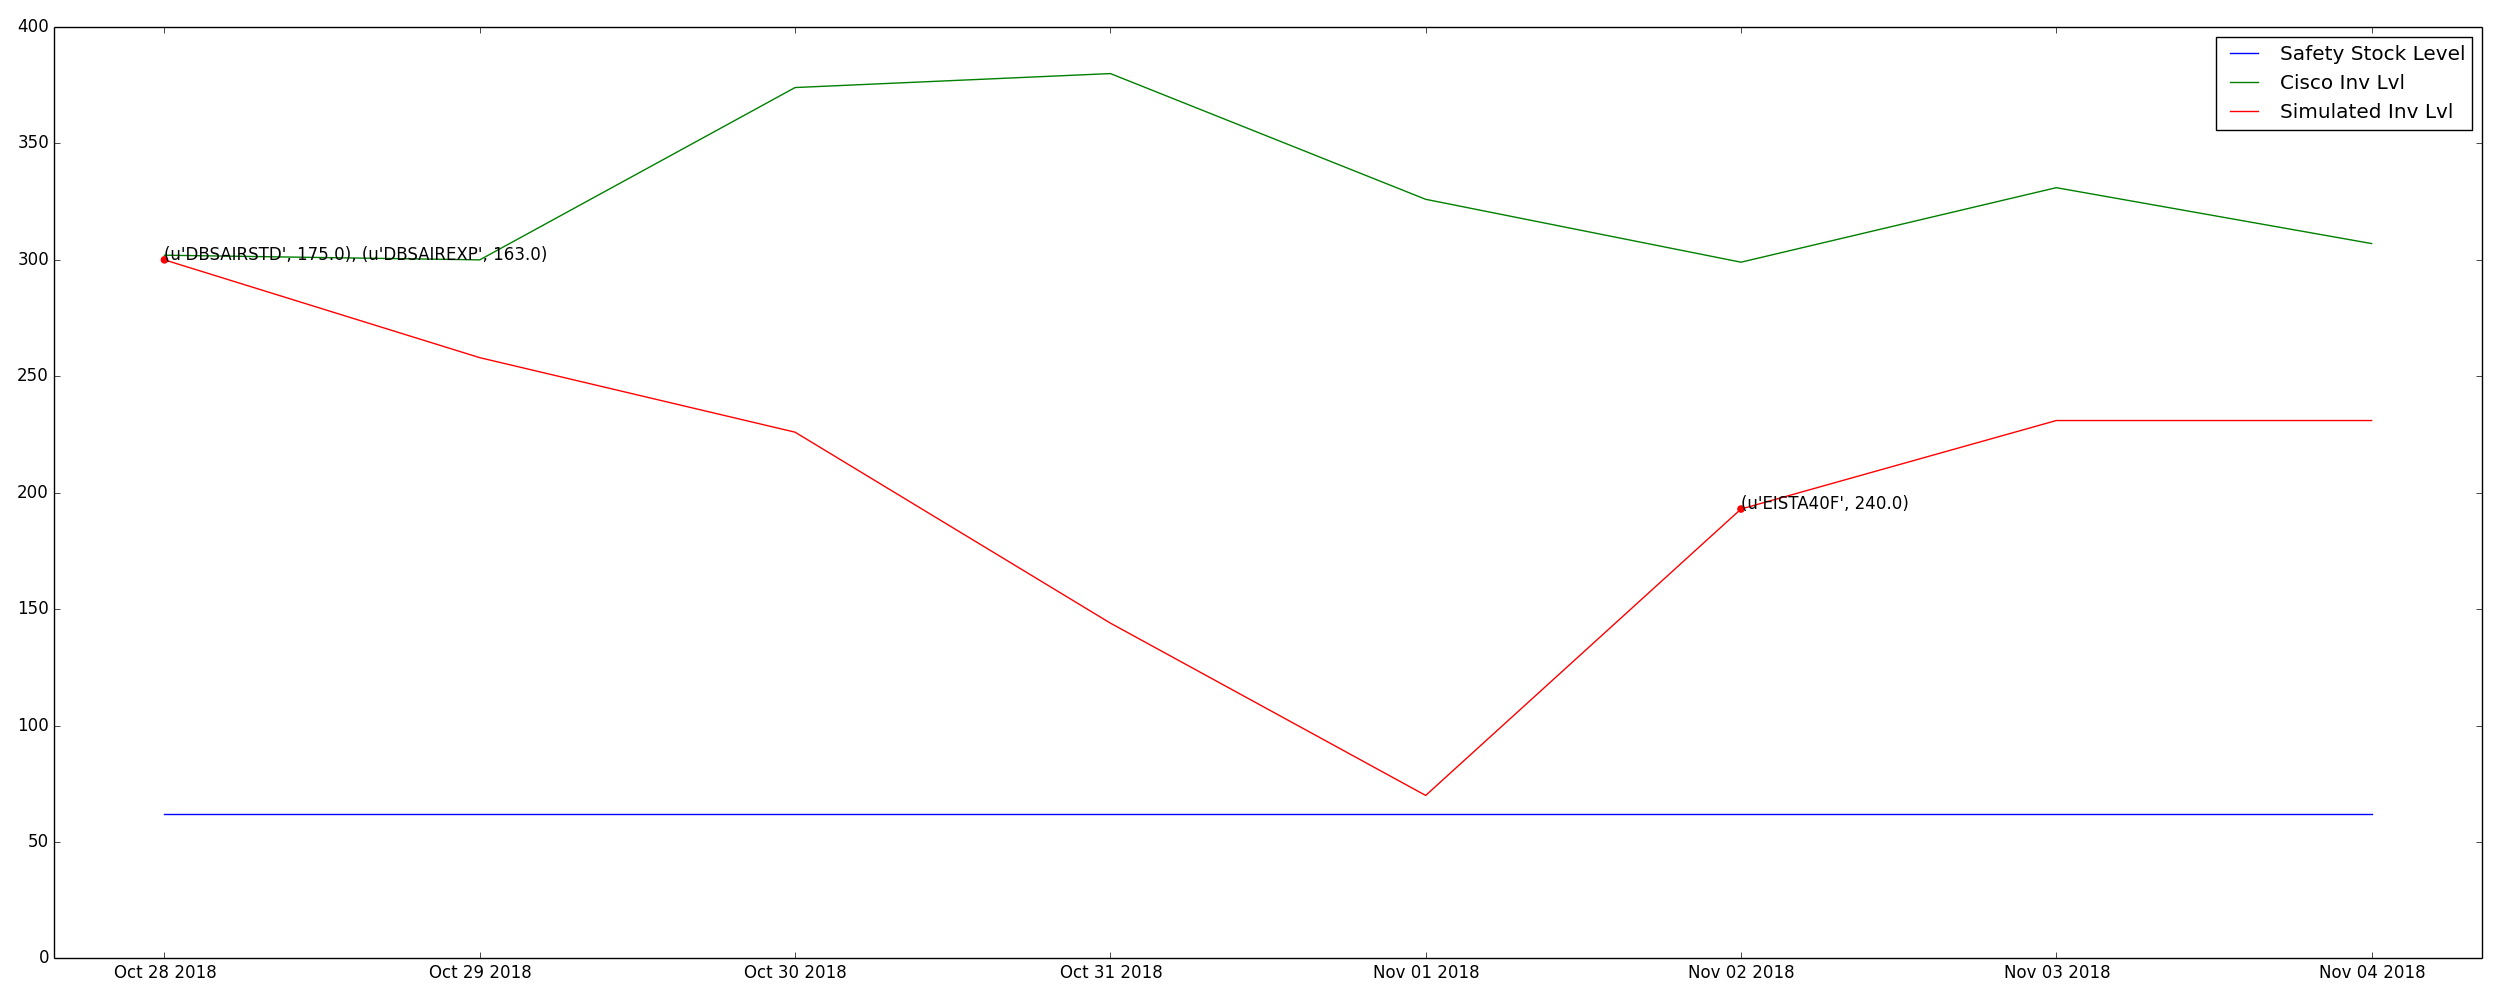 400
Safety Stock Level
Cisco Inv Lvl
Simulated Inv Lvl
350
(u'DBSAIRSTD', 175.0), (u'DBSAIREXP', 163.0)
300
250
200
(u'EISTA40F', 240.0)
150
100
50
0
Oct 28 2018 Oct 29 2018 Oct 30 2018 Oct 31 2018 Nov 01 2018 Nov 02 2018 Nov 03 2018 Nov 04 2018